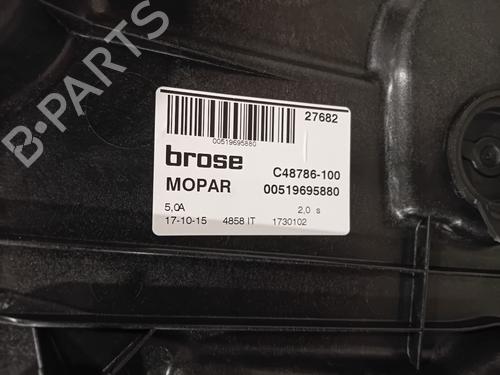 27682
00519695880
brose C48786-100
MOPAR 00519695880
5,0A 2,0 s
17-10-15 4858 IT 1730102
B-PARTS